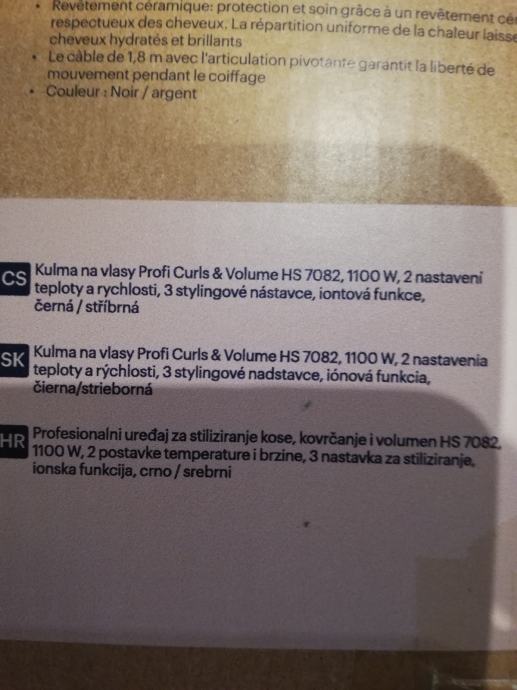 • Revêtement céramique: protection et soin grâce à un revêtement
respectueux des cheveux. La répartition uniforme de la chaleur laisse
cheveux hydratés et brillants
• Le câble de 1,8 m avec l'articulation pivotante garantit la liberté de
mouvement pendant le coiffage
• Couleur : Noir / argent
CS Kulma na vlasy Profi Curls & Volume HS 7082, 1100 W, 2 nastavení
teploty a rychlosti, 3 stylingové nástavce, iontová funkce,
černá / stříbrná
SK Kulma na vlasy Profi Curls & Volume HS 7082, 1100 W, 2 nastavenia
teploty a rýchlosti, 3 stylingové nadstavce, iónová funkcia,
čierna/strieborná
HR Profesionalni uređaj za stiliziranje kose, kovrčanje i volumen HS 7082,
1100 W, 2 postavke temperature i brzine, 3 nastavka za stiliziranje,
ionska funkcija, crno / srebrni